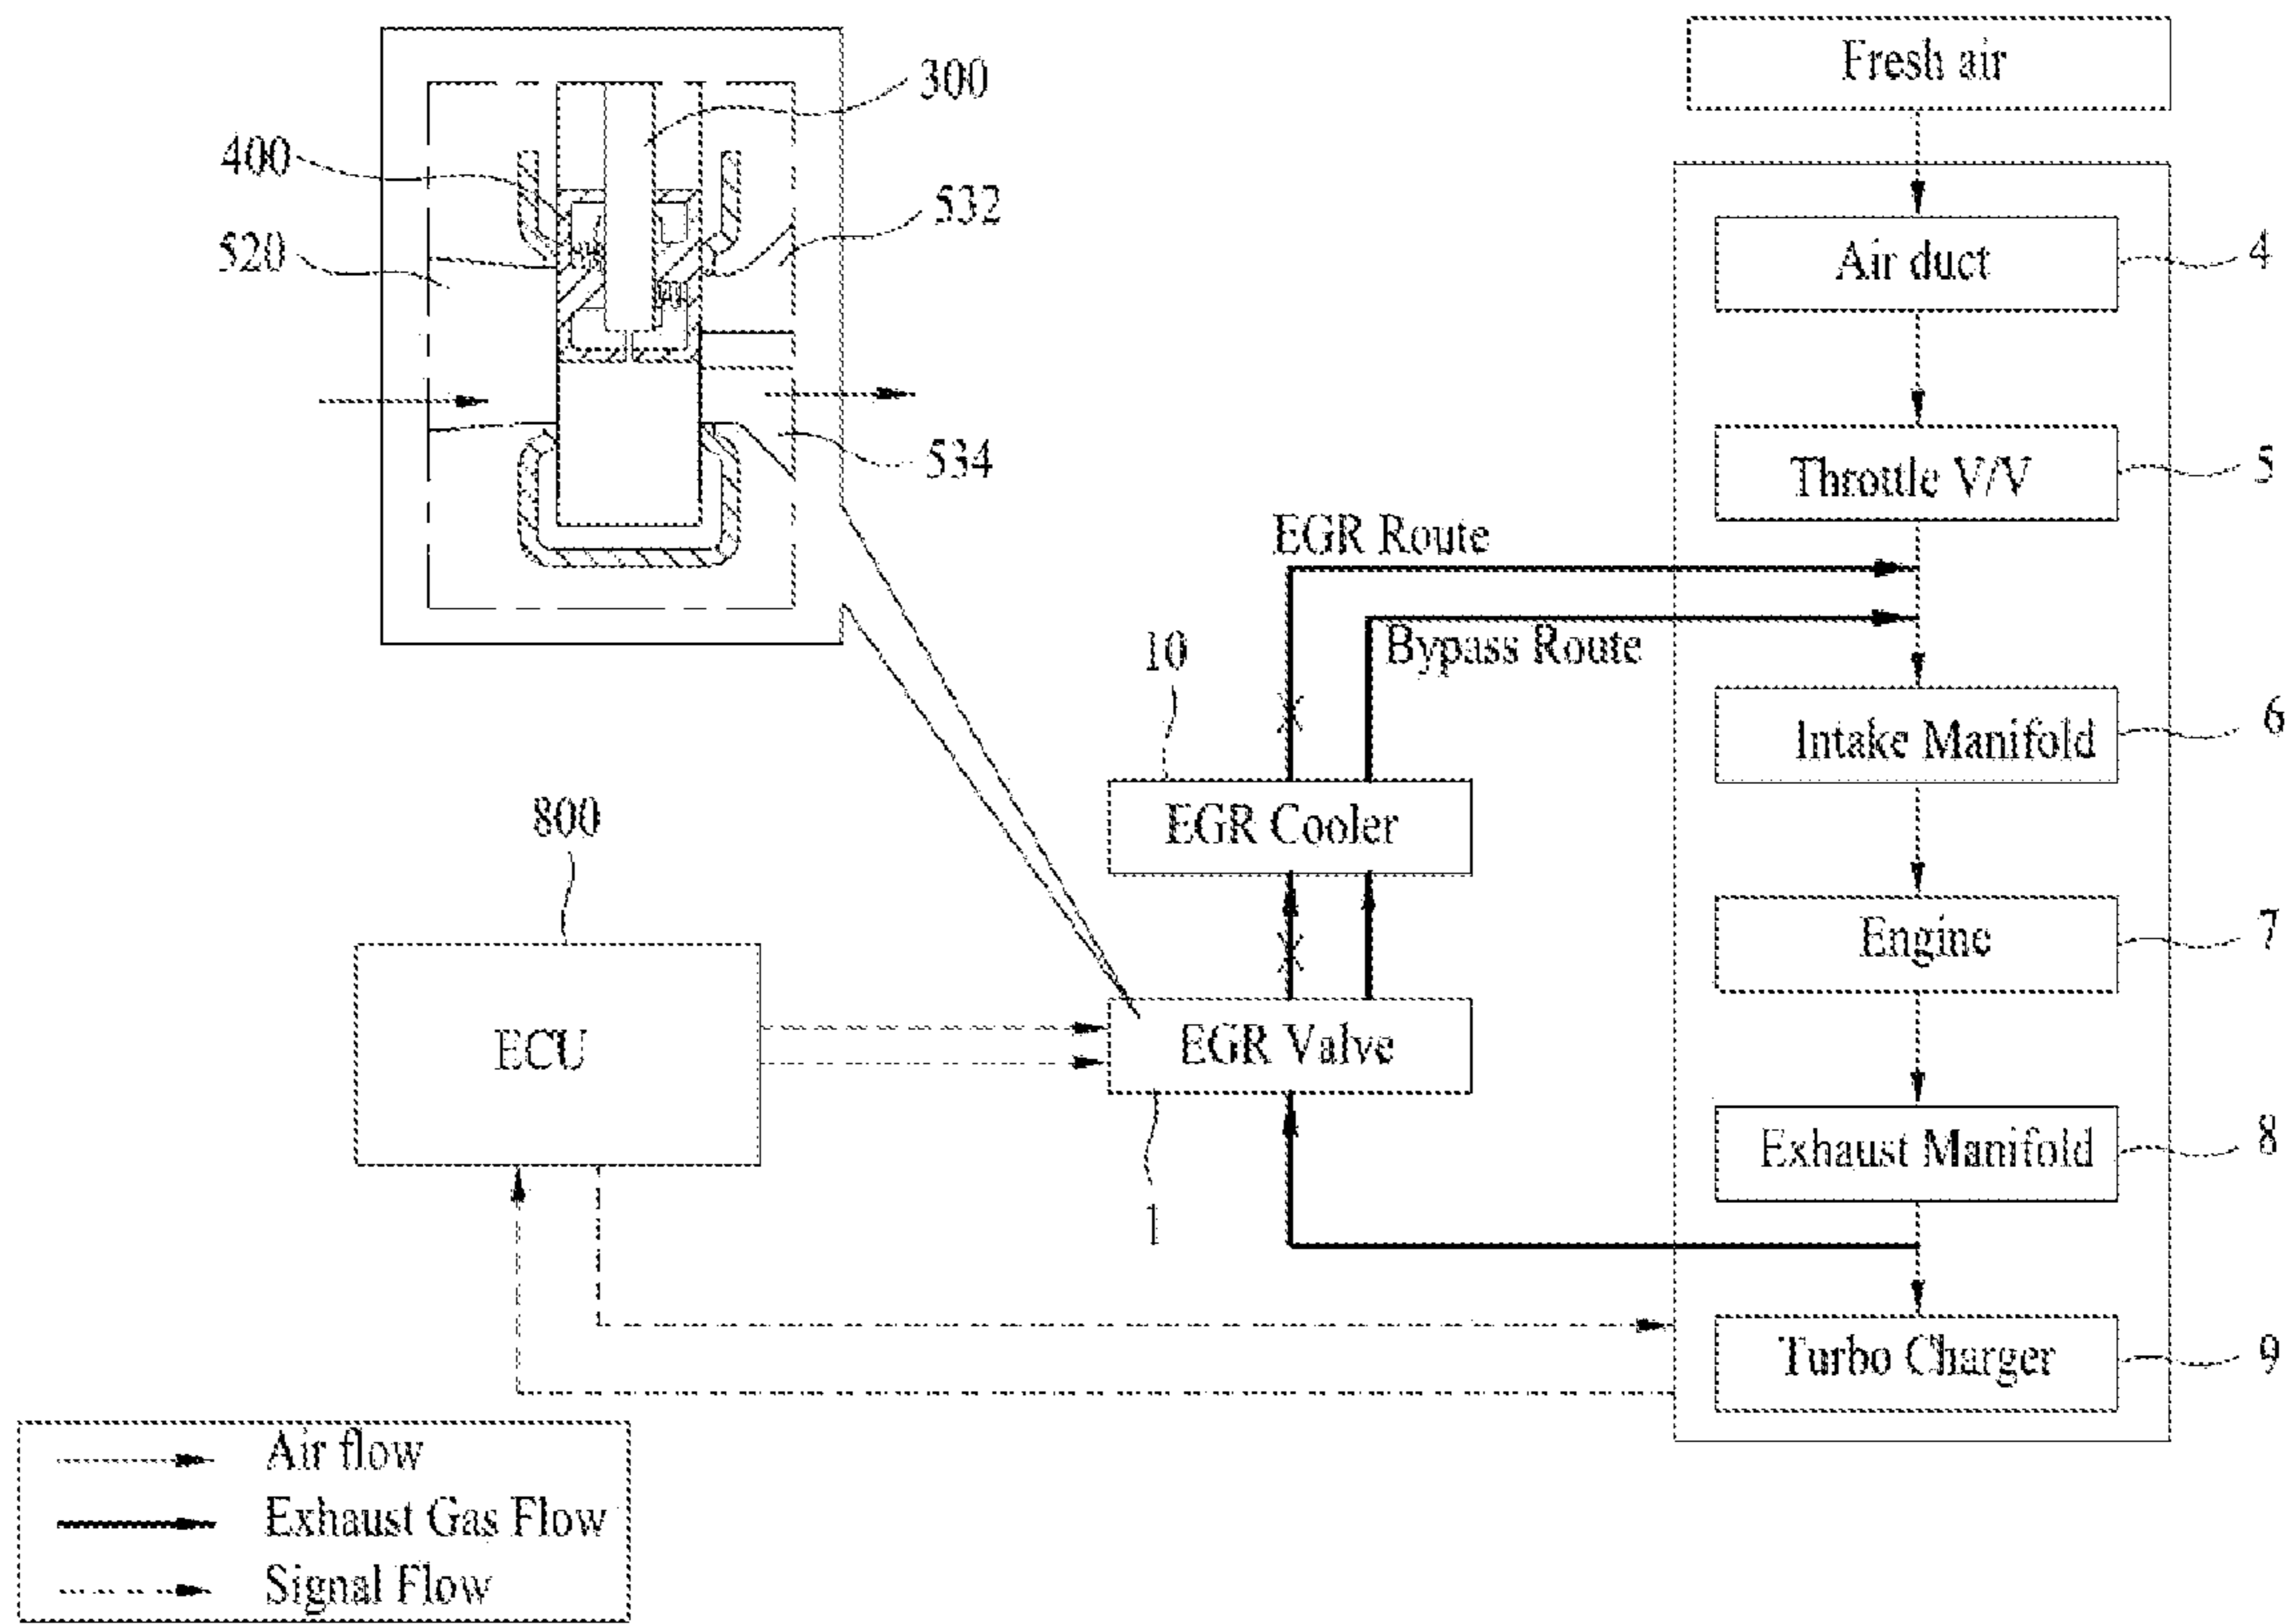 Fresh air
300
400
532
520
Air duct
4
534
Throttle V/V
5
EGR Route
Bypass Route
10
Intake Manifold
6
800
EGR Cooler
Engine
7
ECU
EGR Valve
Exhaust Manifold
8
1
Turbo Charger
9
Air flow
Exhaust Gas Flow
Signal Flow